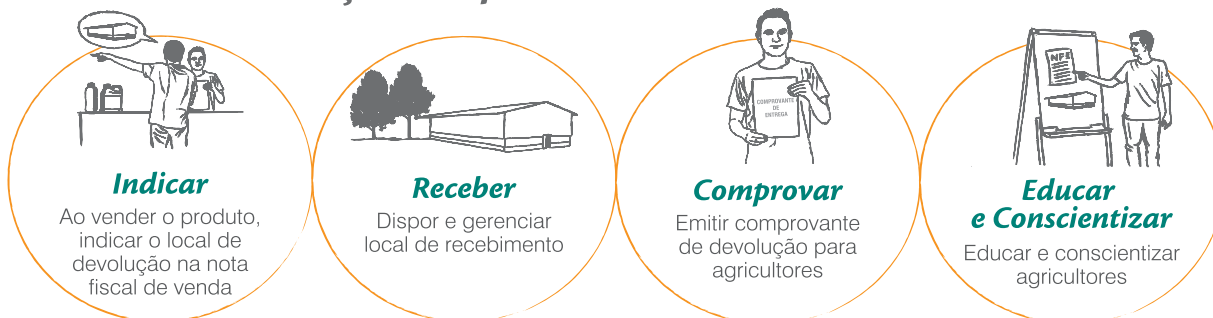 Indicar
Ao vender o produto,
indicar o local de
devolução na nota
fiscal de venda
Receber
Dispor e gerenciar
local de recebimento
COMPROVANTE
DE
ENTREGA
Comprovar
Emitir comprovante
de devolução para
agricultores
NFE
Educar
e Conscientizar
Educar e conscientizar
agricultores